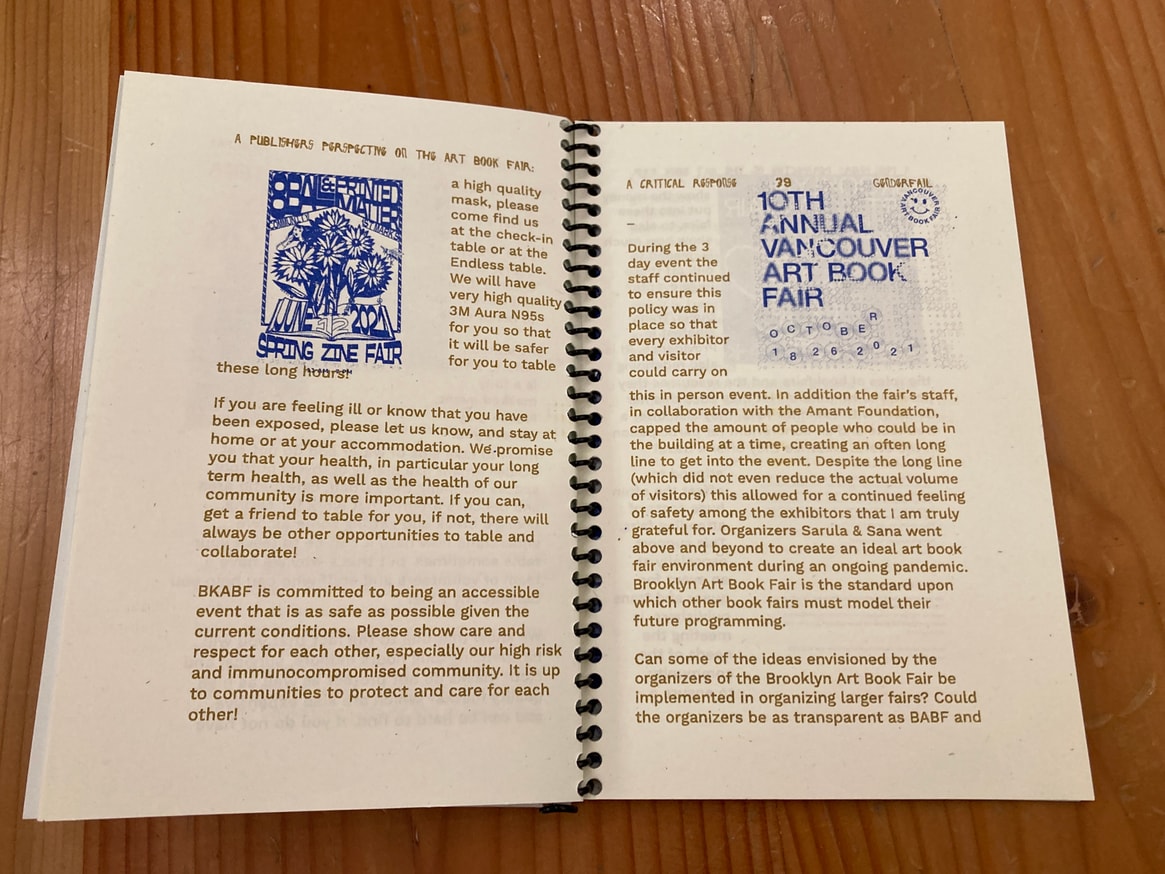 A PUBLISHERS PERSPECTIVE ON THE ART BOOK FAIR:
8BALL & PRINTED
MATTER
COMMUNITY
ST MARKS
JUNE 12 2021
SPRING ZINE FAIR
a high quality
mask, please
come find us
at the check-in
table or at the
Endless table.
We will have
very high quality
3M Aura N95s
for you so that
it will be safer
for you to table
these long hours!
If you are feeling ill or know that you have
been exposed, please let us know, and stay at
home or at your accommodation. We promise
you that your health, in particular your long
term health, as well as the health of our
community is more important. If you can,
get a friend to table for you, if not, there will
always be other opportunities to table and
collaborate!
BKABF is committed to being an accessible
event that is as safe as possible given the
current conditions. Please show care and
respect for each other, especially our high risk
and immunocompromised community. It is up
to communities to protect and care for each
other!
A CRITICAL RESPONSE 39 GENDERFAIL
10TH
ANNUAL
VANCOUVER
ART BOOK
FAIR
VANCOUVER
ART BOOK FAIR
OCTOBER
18 26 2021
–
During the 3
day event the
staff continued
to ensure this
policy was in
place so that
every exhibitor
and visitor
could carry on
this in person event. In addition the fair's staff,
in collaboration with the Amant Foundation,
capped the amount of people who could be in
the building at a time, creating an often long
line to get into the event. Despite the long line
(which did not even reduce the actual volume
of visitors) this allowed for a continued feeling
of safety among the exhibitors that I am truly
grateful for. Organizers Sarula & Sana went
above and beyond to create an ideal art book
fair environment during an ongoing pandemic.
Brooklyn Art Book Fair is the standard upon
which other book fairs must model their
future programming.
Can some of the ideas envisioned by the
organizers of the Brooklyn Art Book Fair be
implemented in organizing larger fairs? Could
the organizers be as transparent as BABF and